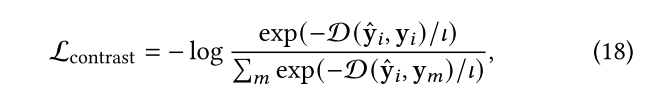 ℒ_contrast = − log exp(−𝒟(ŷ_i, y_i)/ι) / ∑_m exp(−𝒟(ŷ_i, y_m)/ι), (18)